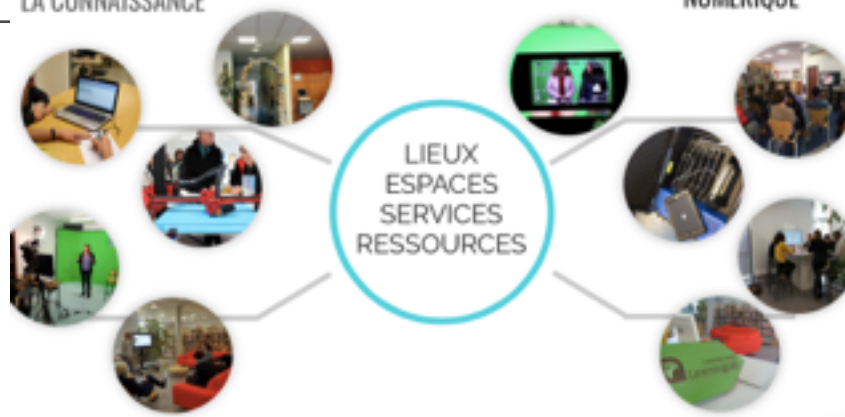 LA CONNAISSANCE
NUMÉRIQUE
LIEUX
ESPACES
SERVICES
RESSOURCES